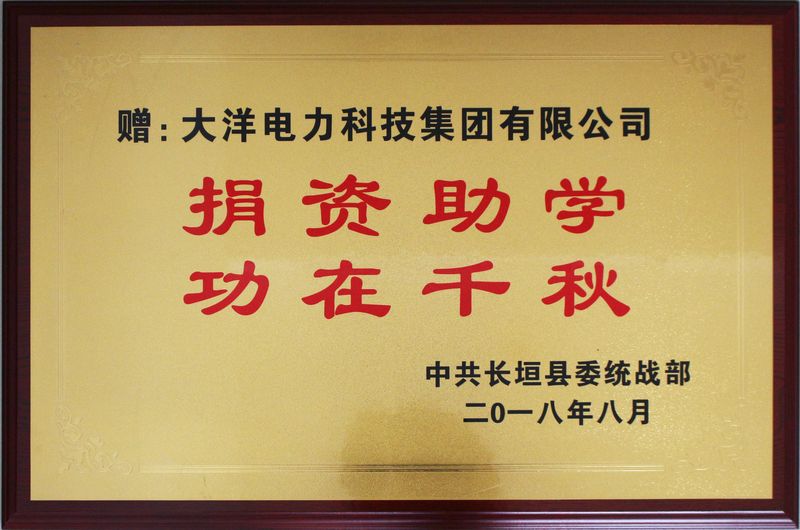 赠：大洋电力科技集团有限公司
捐资助学
功在千秋
中共长垣县委统战部
二0一八年八月